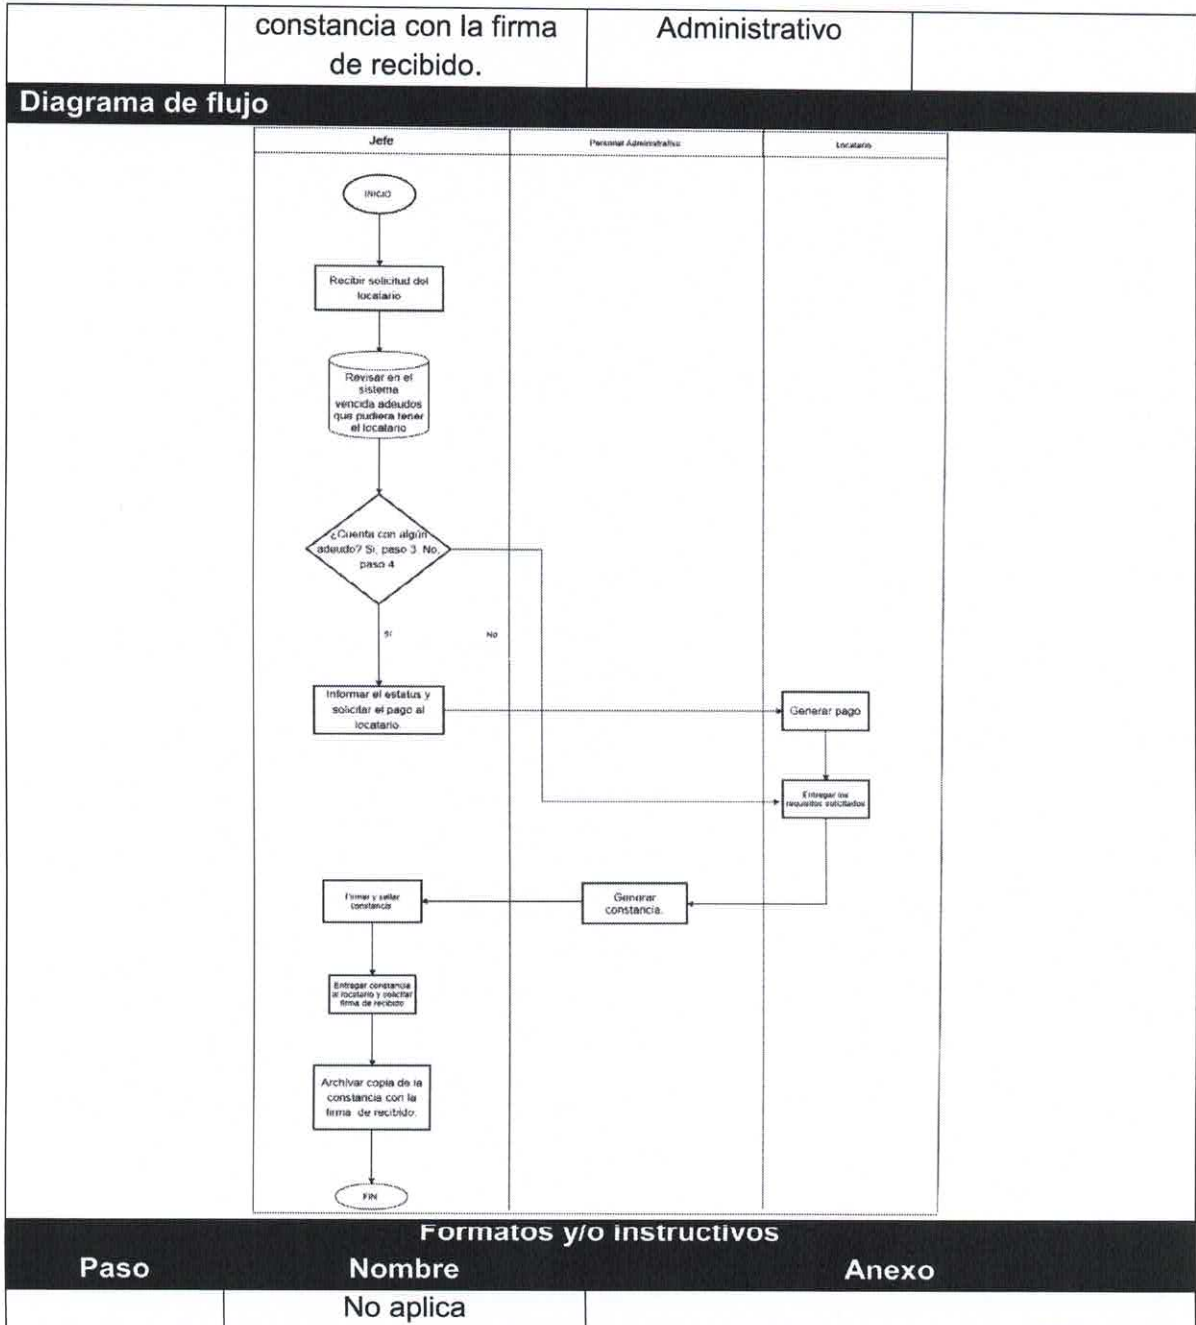 constancia con la firma
de recibido.
Administrativo
Diagrama de flujo
Jefe
Personal Administrativo
Locatario
INICIO
Recibir solicitud del
locatario
Revisar en el
sistema
vencida adeudos
que pudiera tener
el locatario
¿Cuenta con algún
adeudo? Si, paso 3. No,
paso 4
Si
No
Informar el estatus y
solicitar el pago al
locatario.
Generar pago
Entregar los
requisitos solicitados
Generar
constancia.
Firmar y sellar
constancia
Entregar constancia
al locatario y solicitar
firma de recibido
Archivar copia de la
constancia con la
firma de recibido.
FIN
Formatos y/o instructivos
Paso
Nombre
Anexo
No aplica